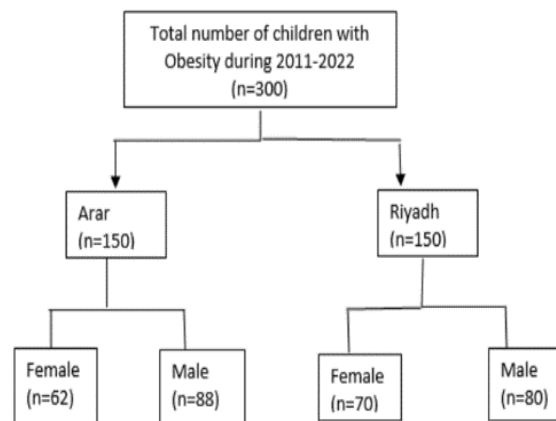 Total number of children with
Obesity during 2011-2022
(n=300)
Arar
(n=150)
Riyadh
(n=150)
Female
(n=62)
Male
(n=88)
Female
(n=70)
Male
(n=80)